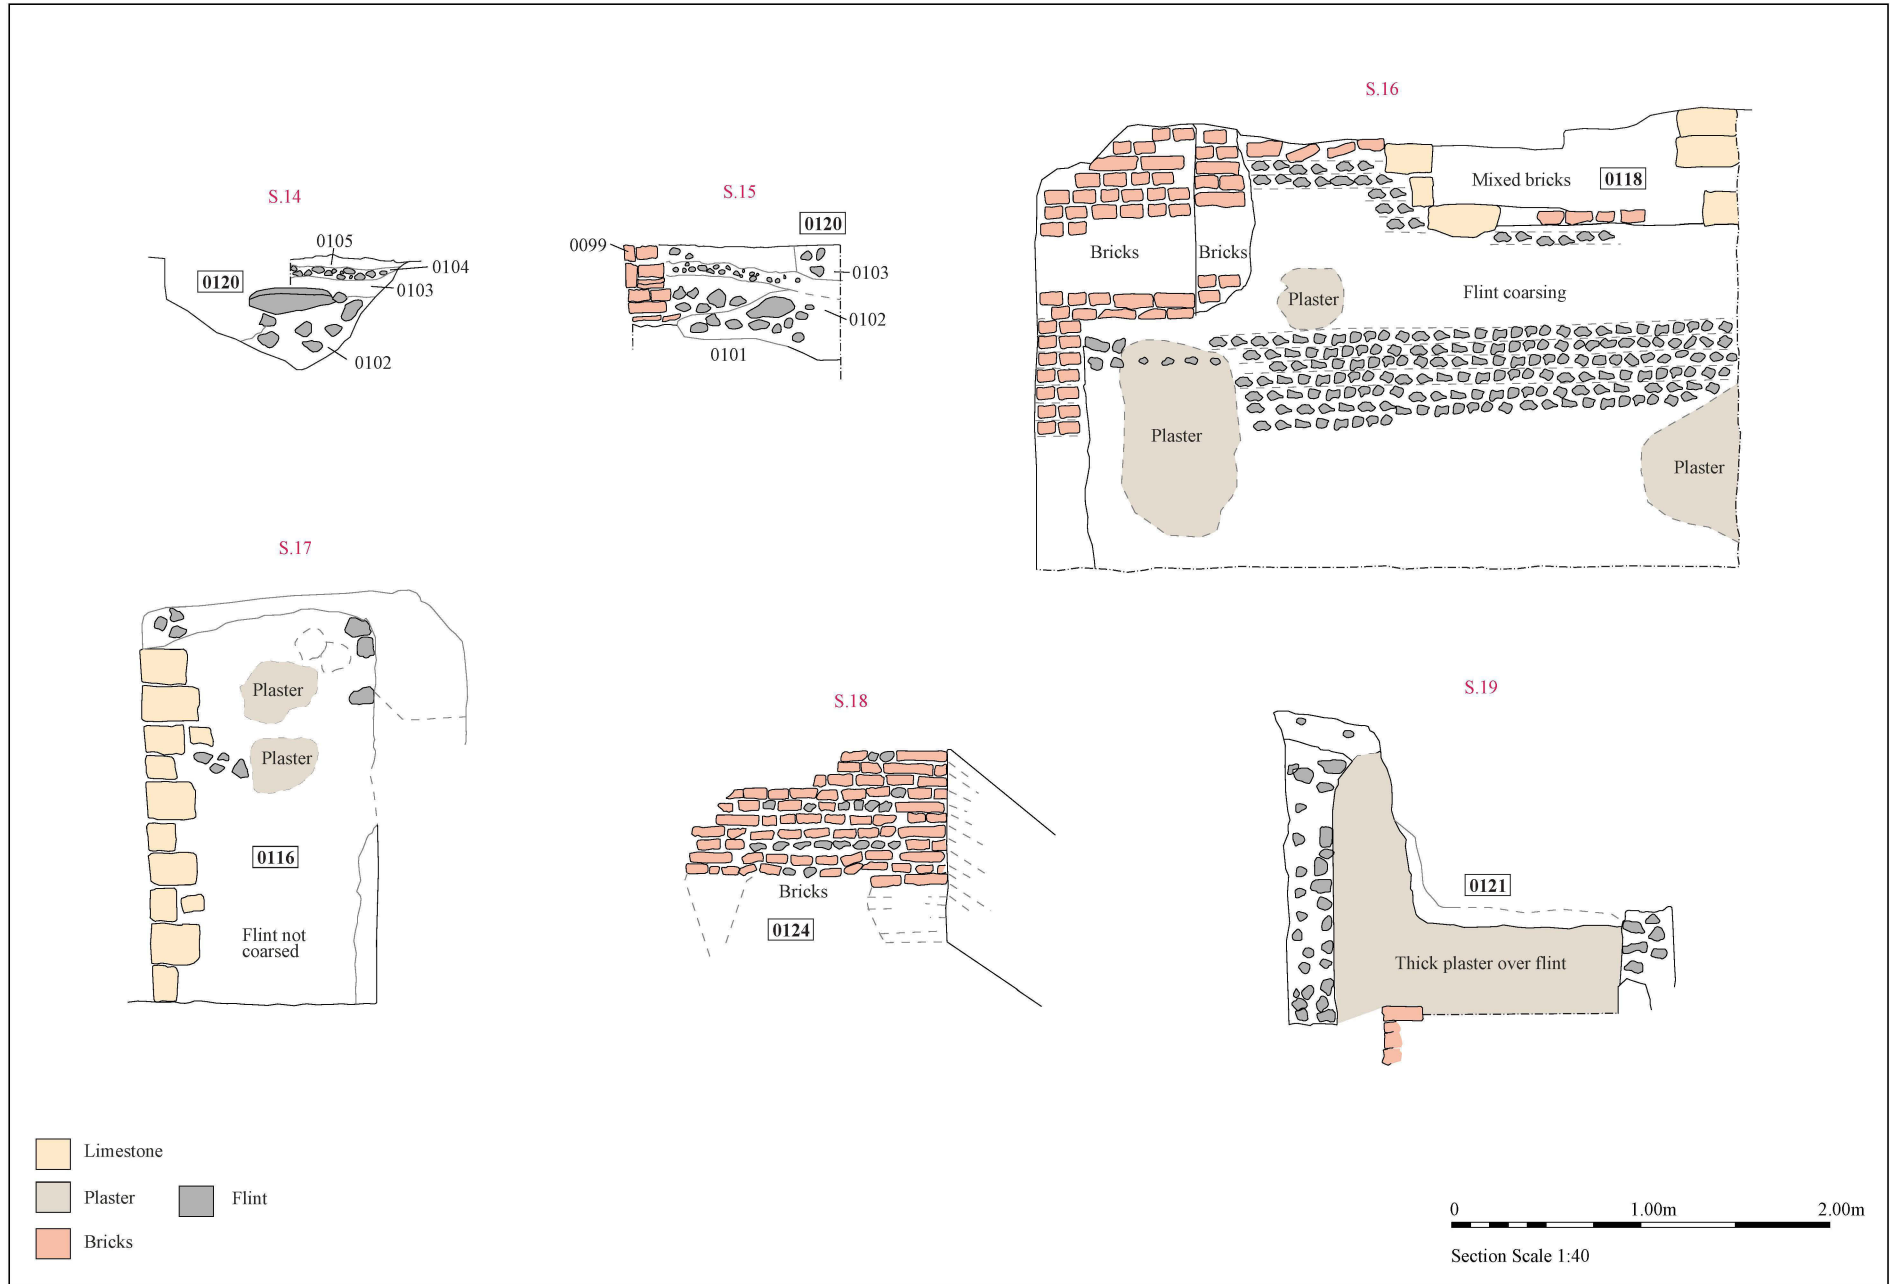 S.14
0105
0104
0120
0103
0102
S.15
0120
0099
0103
0102
0101
S.16
Mixed bricks
0118
Bricks
Bricks
Plaster
Flint coarsing
Plaster
Plaster
S.17
Plaster
Plaster
0116
Flint not
coarsed
S.18
Bricks
0124
S.19
0121
Thick plaster over flint
Limestone
Plaster
Flint
Bricks
0 1.00m 2.00m
Section Scale 1:40